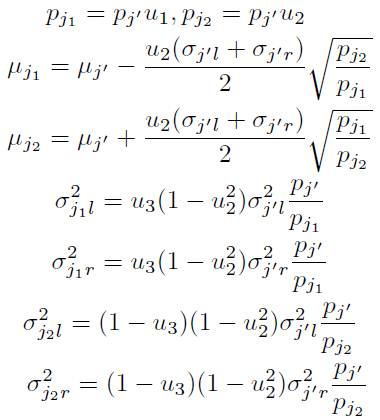 p_{j_1} = p_{j'} u_1, p_{j_2} = p_{j'} u_2
\mu_{j_1} = \mu_{j'} - \frac{u_2(\sigma_{j'l} + \sigma_{j'r})}{2} \sqrt{\frac{p_{j_2}}{p_{j_1}}}
\mu_{j_2} = \mu_{j'} + \frac{u_2(\sigma_{j'l} + \sigma_{j'r})}{2} \sqrt{\frac{p_{j_1}}{p_{j_2}}}
\sigma^2_{j_1 l} = u_3(1 - u_2^2)\sigma^2_{j'l} \frac{p_{j'}}{p_{j_1}}
\sigma^2_{j_1 r} = u_3(1 - u_2^2)\sigma^2_{j'r} \frac{p_{j'}}{p_{j_1}}
\sigma^2_{j_2 l} = (1 - u_3)(1 - u_2^2)\sigma^2_{j'l} \frac{p_{j'}}{p_{j_2}}
\sigma^2_{j_2 r} = (1 - u_3)(1 - u_2^2)\sigma^2_{j'r} \frac{p_{j'}}{p_{j_2}}